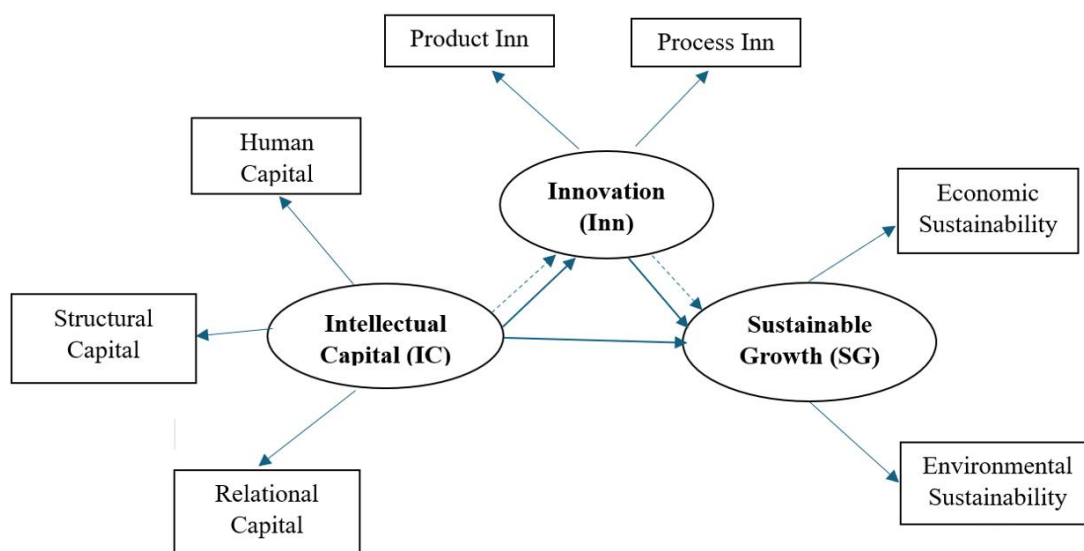 Product Inn
Process Inn
Human
Capital
Innovation
(Inn)
Economic
Sustainability
Structural
Capital
Intellectual
Capital (IC)
Sustainable
Growth (SG)
Relational
Capital
Environmental
Sustainability